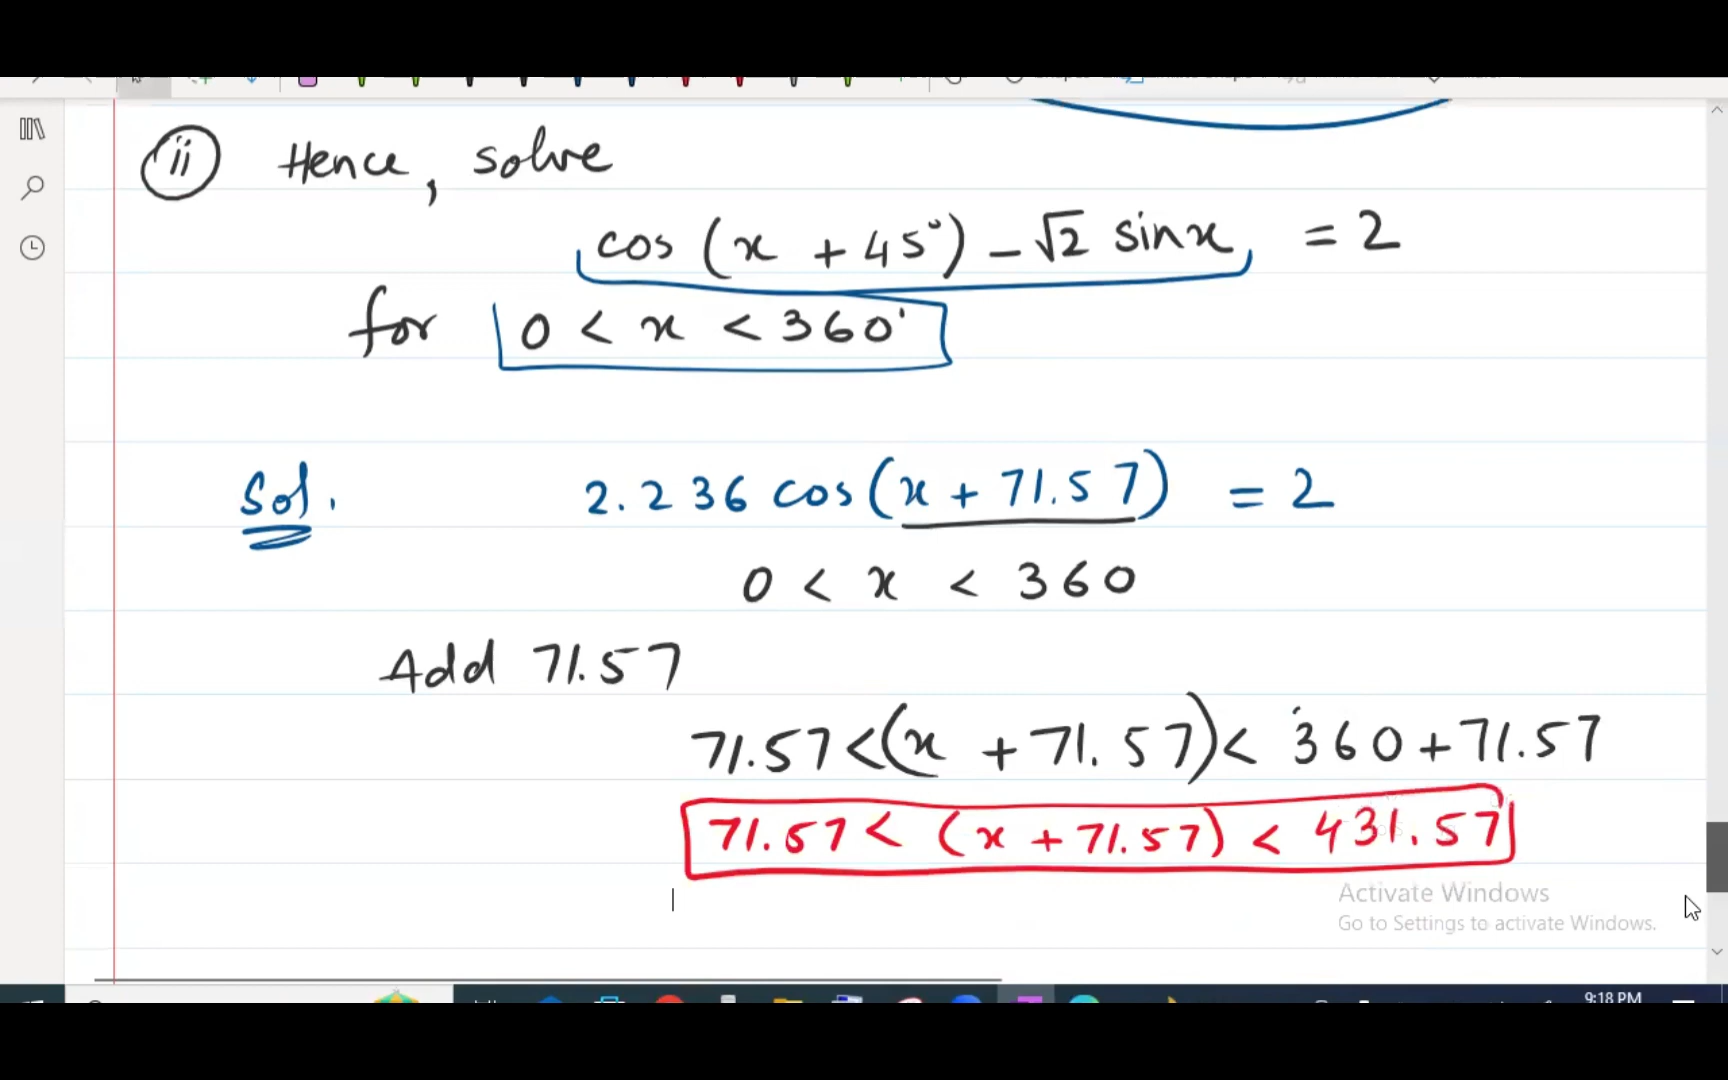 ii Hence, solve
cos (x + 45°) - √2 sinx = 2
for 0 < x < 360°
Sol. 2.236 cos(x + 71.57) = 2
0 < x < 360
Add 71.57
71.57 < (x + 71.57) < 360 + 71.57
71.57 < (x + 71.57) < 431.57
Activate Windows
Go to Settings to activate Windows.
9:18 PM